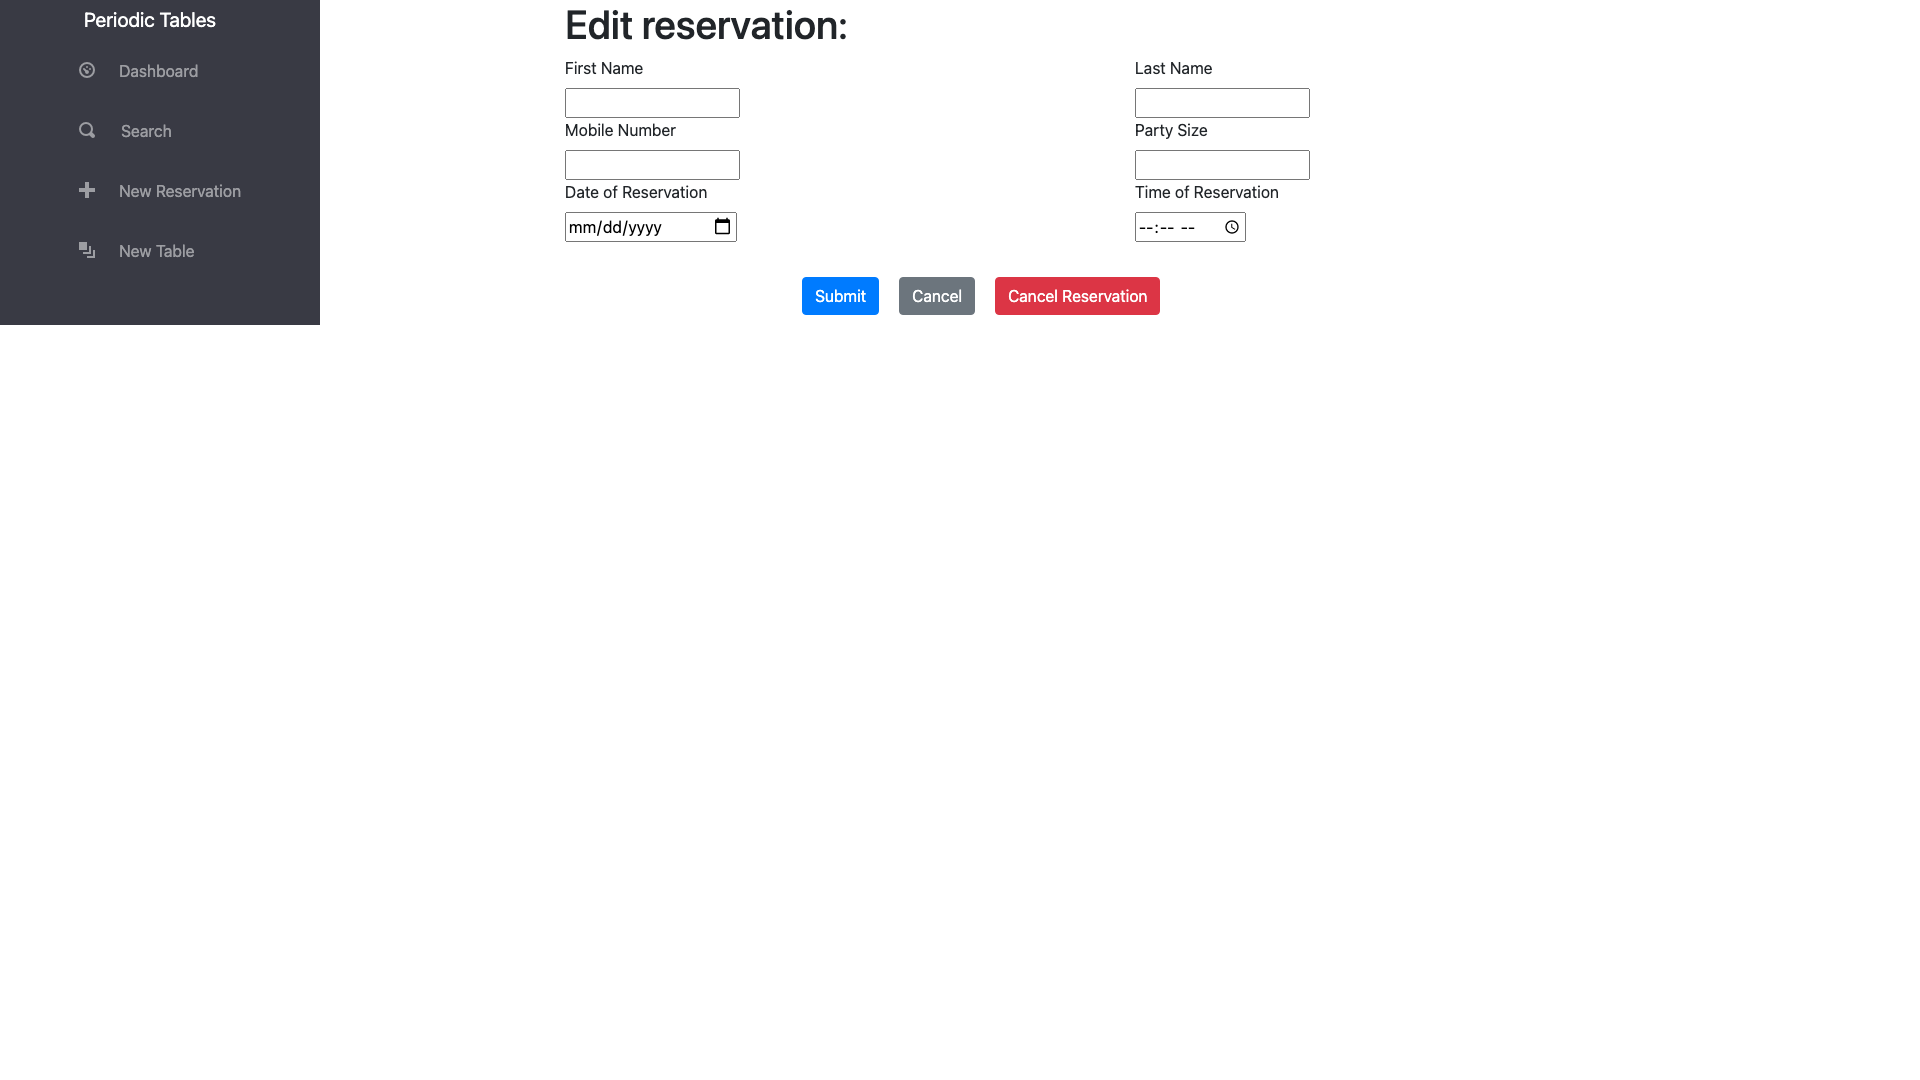 Periodic Tables
Dashboard
Search
New Reservation
New Table
Edit reservation:
First Name
Last Name
Mobile Number
Party Size
Date of Reservation
Time of Reservation
mm/dd/yyyy
--:-- --
Submit
Cancel
Cancel Reservation